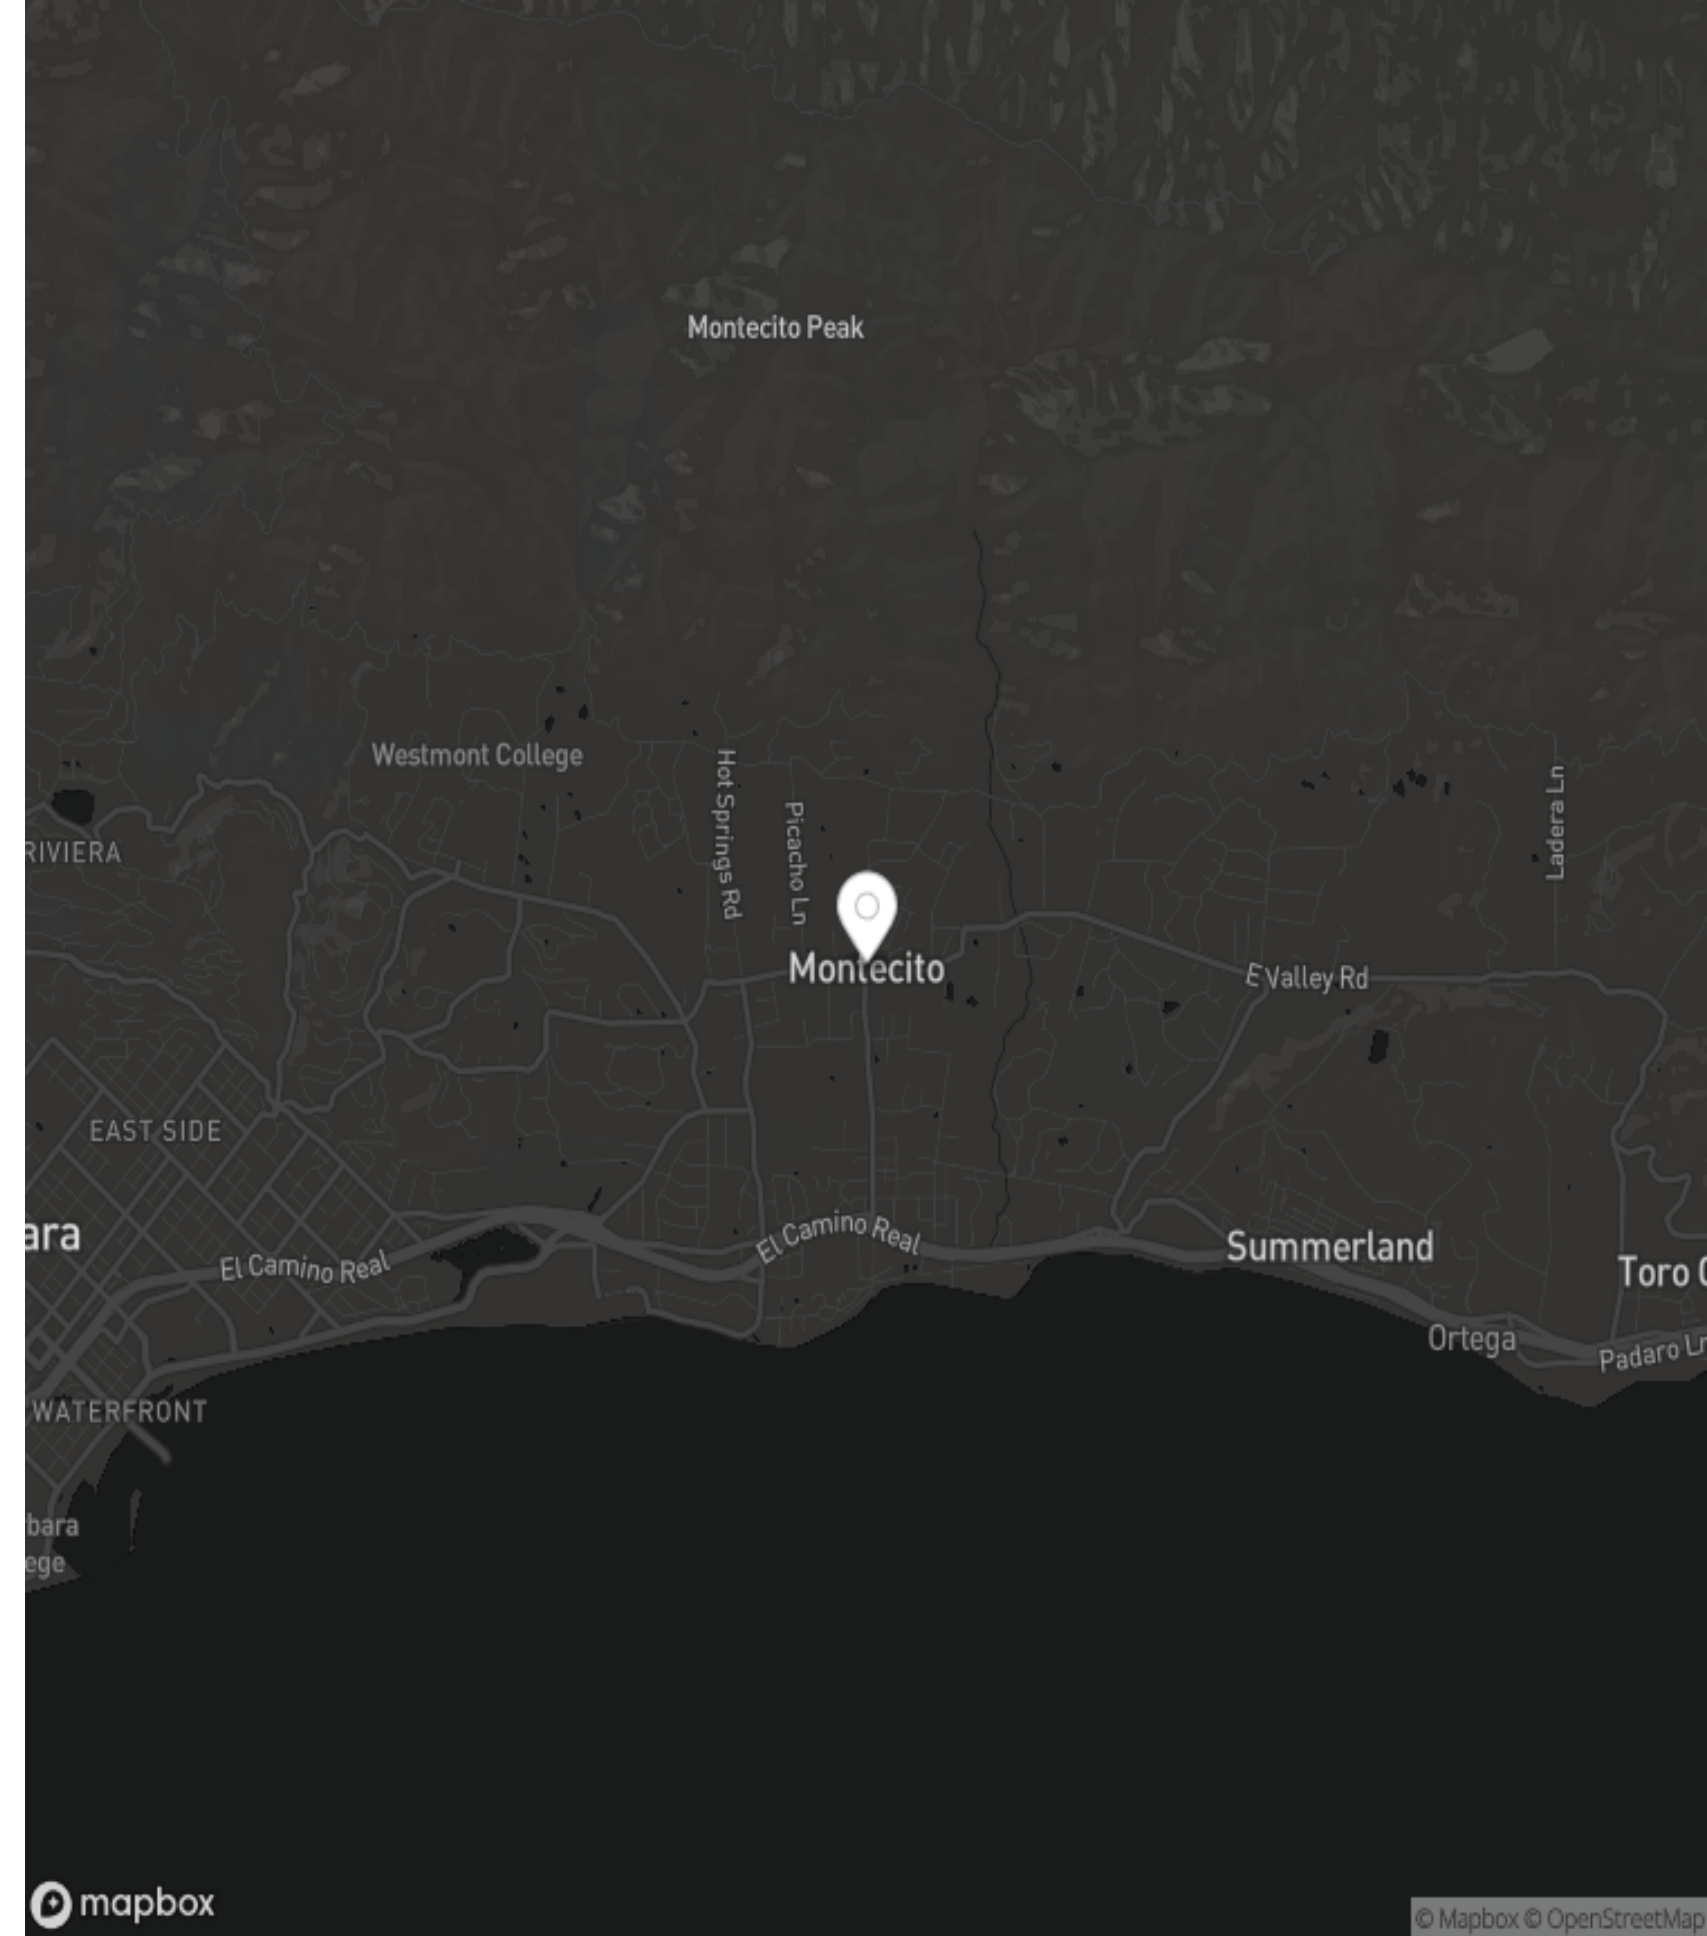 Montecito Peak
Westmont College
Hot Springs Rd
Picacho Ln
Ladera Ln
RIVIERA
Montecito
E Valley Rd
EAST SIDE
ara
El Camino Real
El Camino Real
Summerland
Toro C
Ortega
Padaro Ln
WATERFRONT
bara
ege
mapbox
© Mapbox © OpenStreetMap